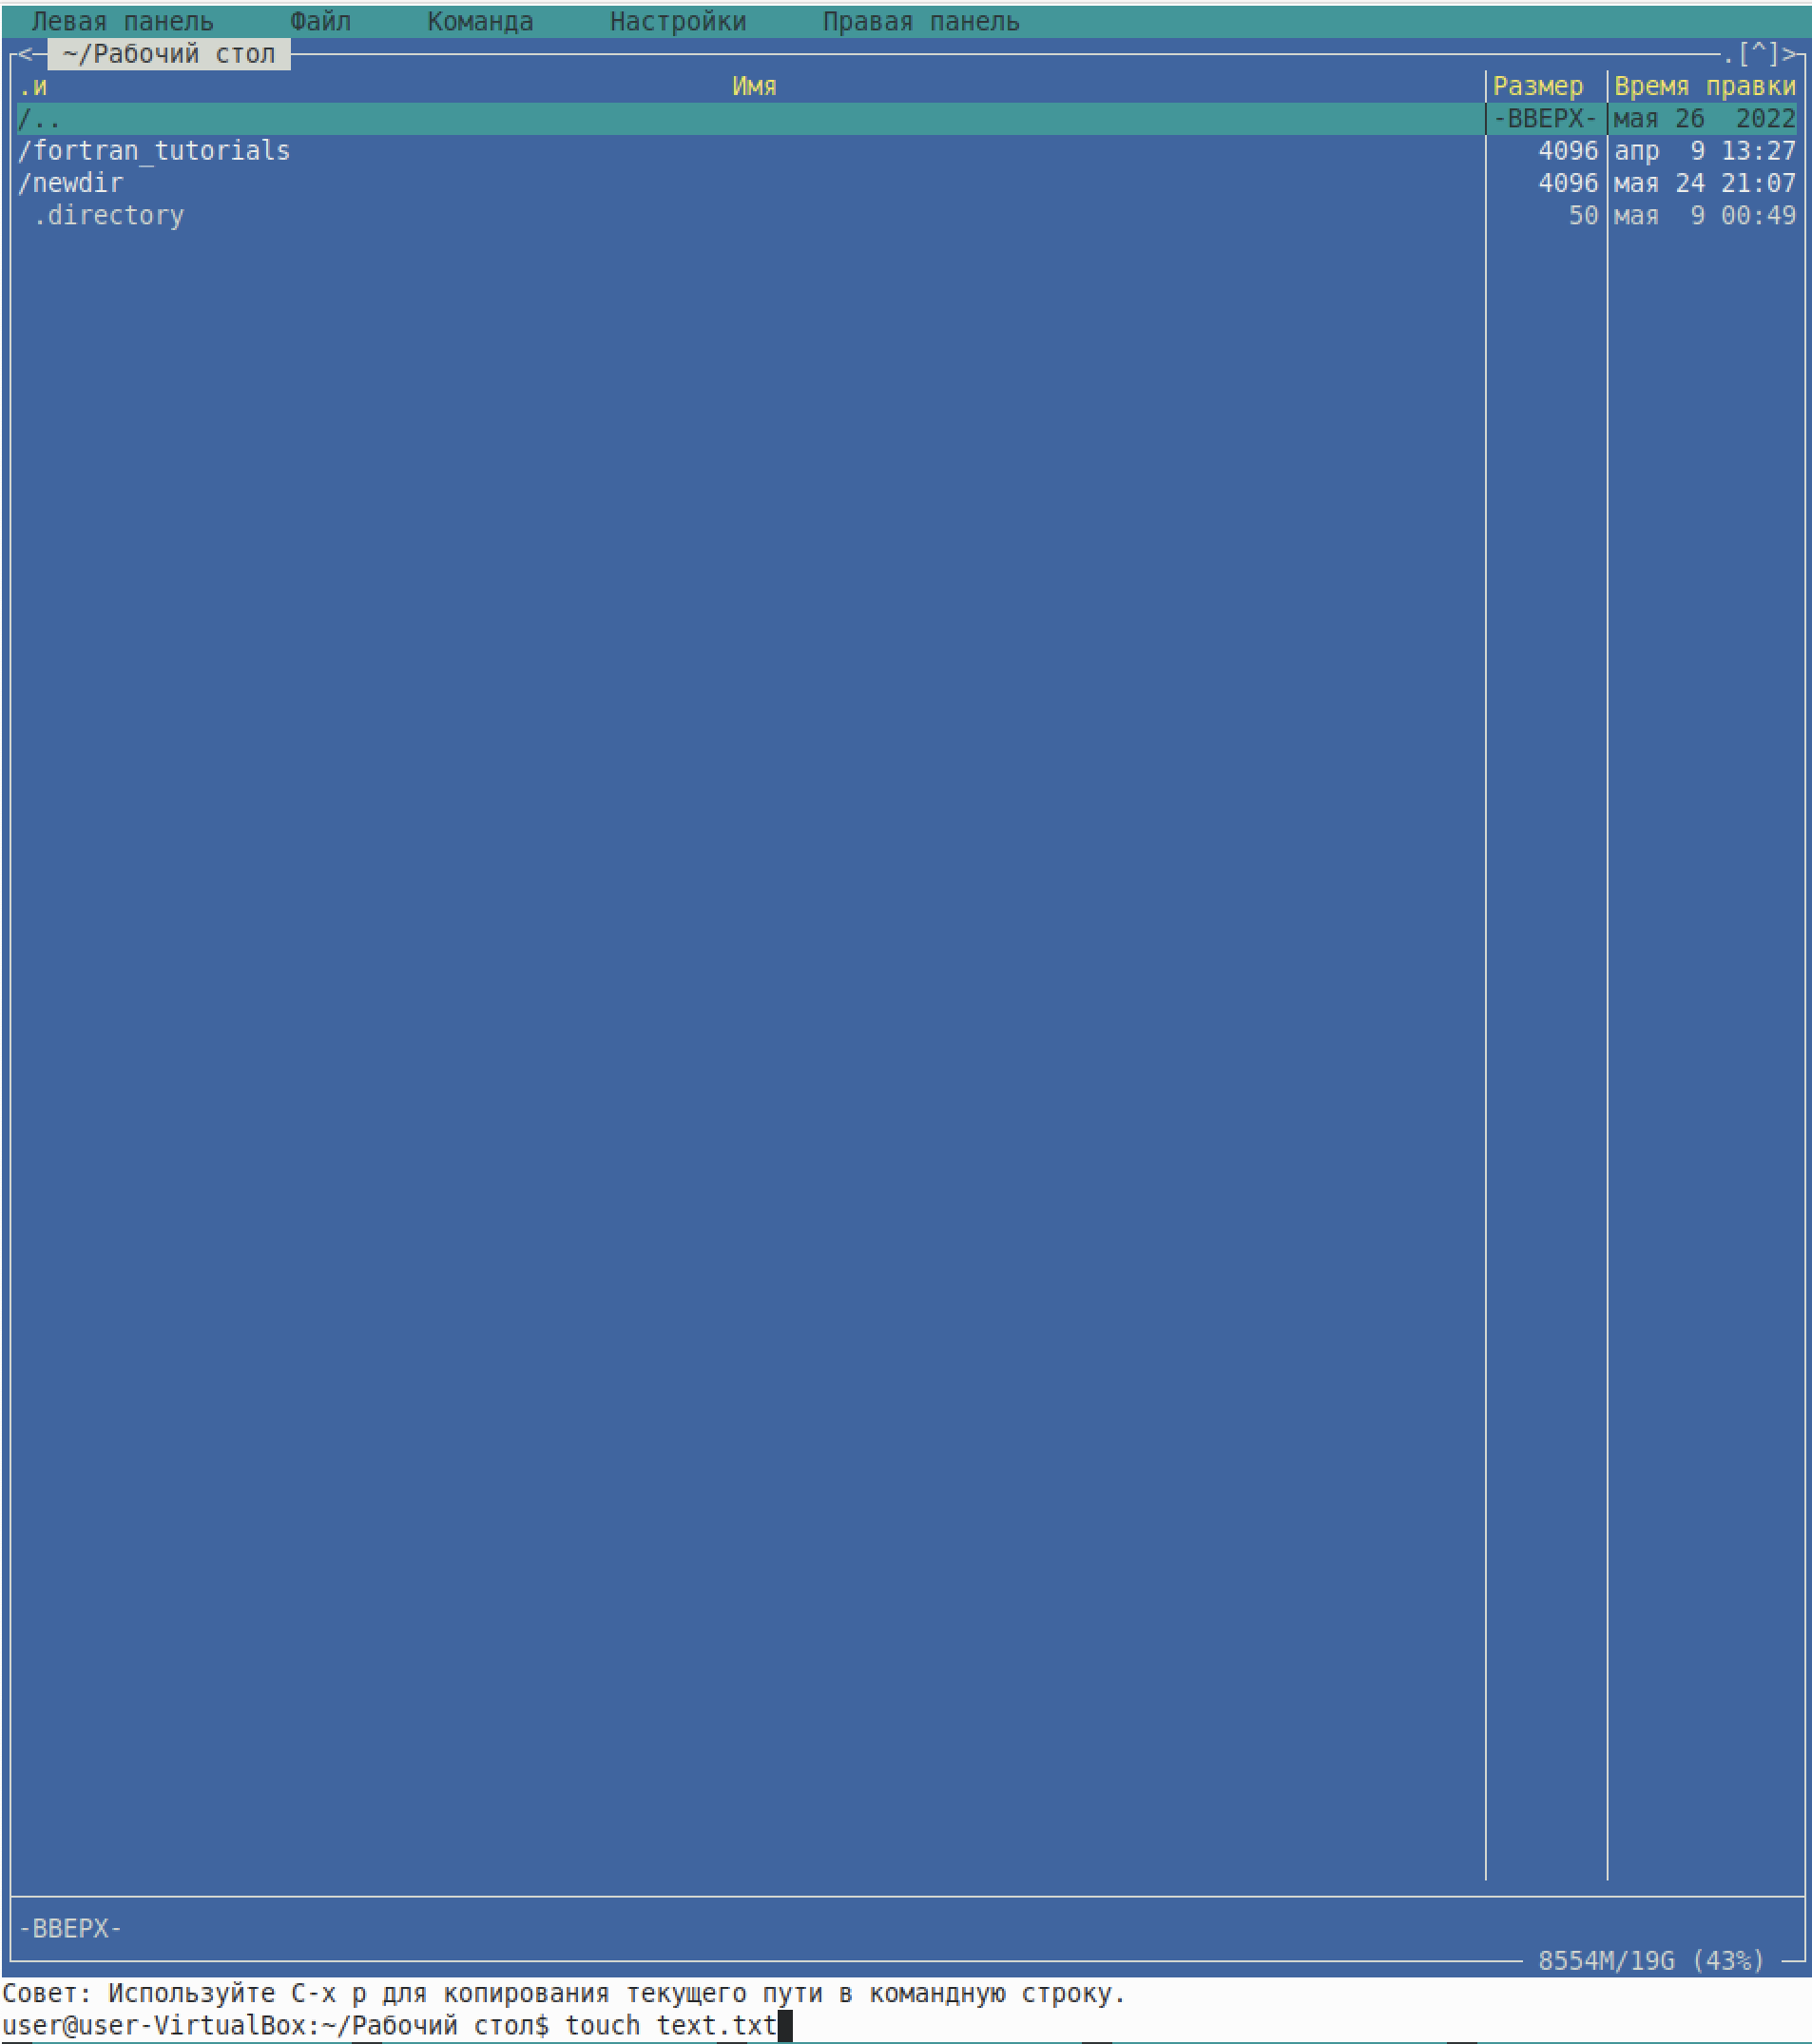 Левая панель Файл Команда Настройки Правая панель
<─ ~/Рабочий стол .[^]>
.и Имя Размер Время правки
/.. -ВВЕРХ- мая 26 2022
/fortran_tutorials 4096 апр 9 13:27
/newdir 4096 мая 24 21:07
.directory 50 мая 9 00:49
-ВВЕРХ-
8554M/19G (43%)
Совет: Используйте C-x p для копирования текущего пути в командную строку.
user@user-VirtualBox:~/Рабочий стол$ touch text.txt